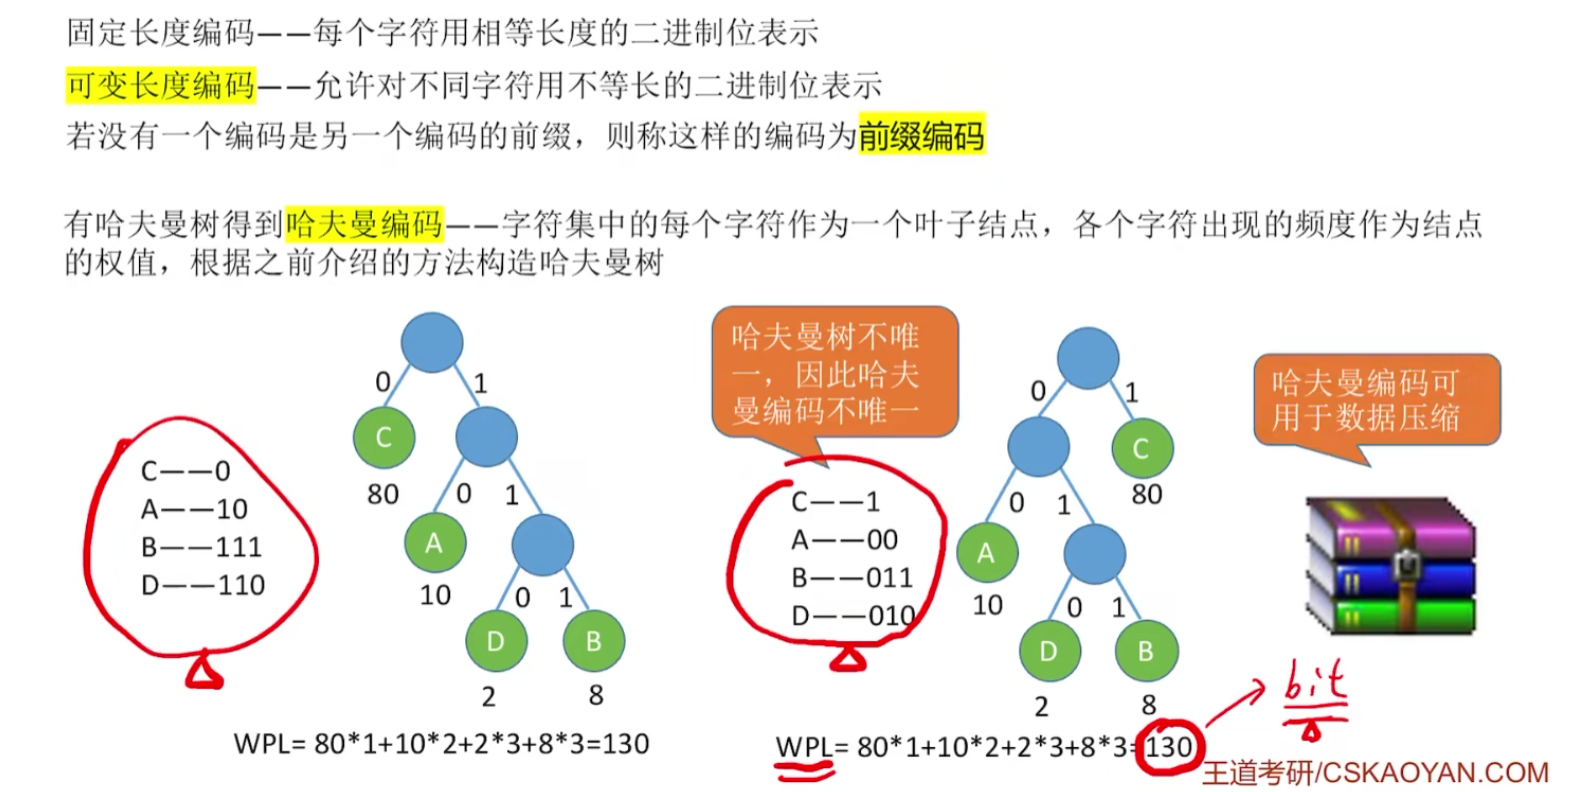 固定长度编码——每个字符用相等长度的二进制位表示
可变长度编码——允许对不同字符用不等长的二进制位表示
若没有一个编码是另一个编码的前缀，则称这样的编码为前缀编码
有哈夫曼树得到哈夫曼编码——字符集中的每个字符作为一个叶子结点，各个字符出现的频度作为结点
的权值，根据之前介绍的方法构造哈夫曼树
C——0
A——10
B——111
D——110
0 1
C
80
0 1
A
10
0 1
D B
2 8
WPL= 80*1+10*2+2*3+8*3=130
哈夫曼树不唯
一，因此哈夫
曼编码不唯一
C——1
A——00
B——011
D——010
0 1
C
80
0 1
A
10
0 1
D B
2 8
WPL= 80*1+10*2+2*3+8*3=130
哈夫曼编码可
用于数据压缩
bit
王道考研/CSKAOYAN.COM